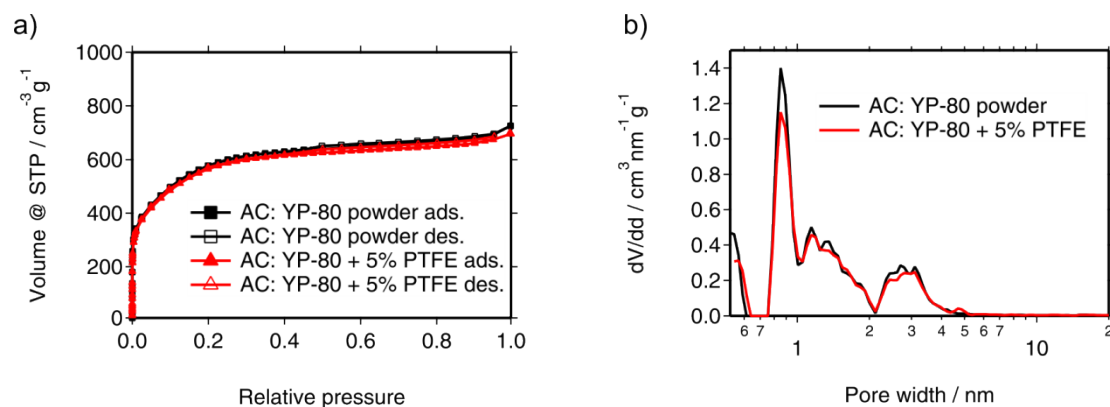 a)
Volume @ STP / cm⁻³g⁻¹
1000
800
600
400
200
0
AC: YP-80 powder ads.
AC: YP-80 powder des.
AC: YP-80 + 5% PTFE ads.
AC: YP-80 + 5% PTFE des.
0.0 0.2 0.4 0.6 0.8 1.0
Relative pressure
b)
dV/dd / cm³ nm⁻¹ g⁻¹
1.4
1.2
1.0
0.8
0.6
0.4
0.2
0.0
AC: YP-80 powder
AC: YP-80 + 5% PTFE
6 7 2 3 4 5 6 7 2
1 10
Pore width / nm